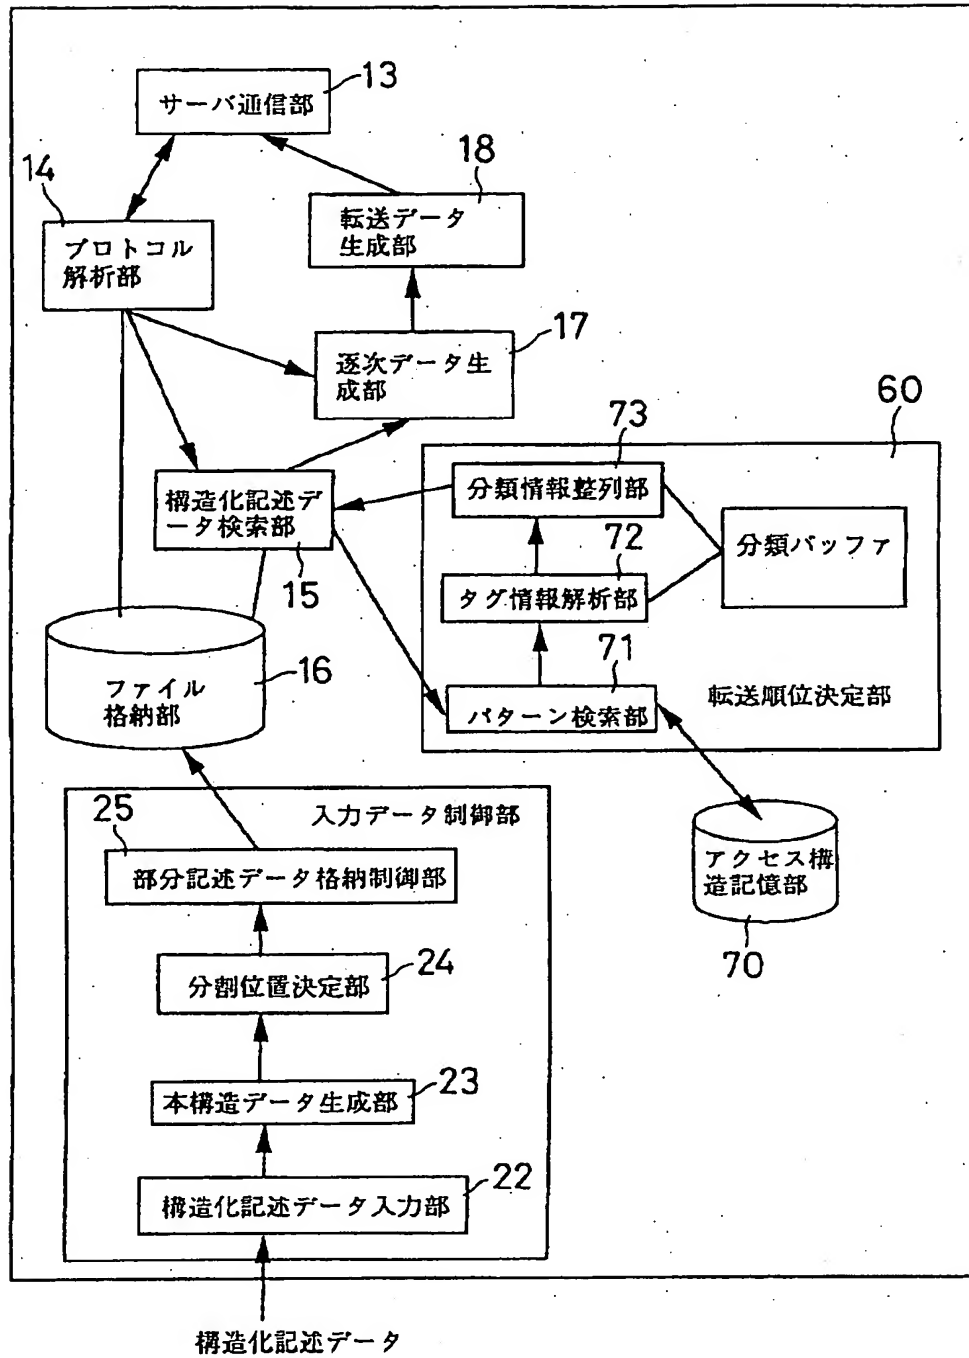 13
サーバ通信部
18
14
転送データ
生成部
プロトコル
解析部
17
逐次データ生
成部
60
73
分類情報整列部
構造化記述デ
ータ検索部
72
分類バッファ
15
タグ情報解析部
71
16
ファイル
格納部
パターン検索部
転送順位決定部
25
入力データ制御部
部分記述データ格納制御部
アクセス構
造記憶部
24
70
分割位置決定部
23
本構造データ生成部
22
構造化記述データ入力部
構造化記述データ